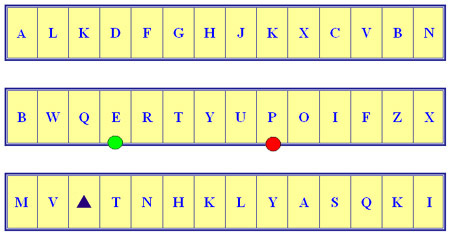 A L K D F G H J K X C V B N
B W Q E R T Y U P O I F Z X
M V T N H K L Y A S Q K I